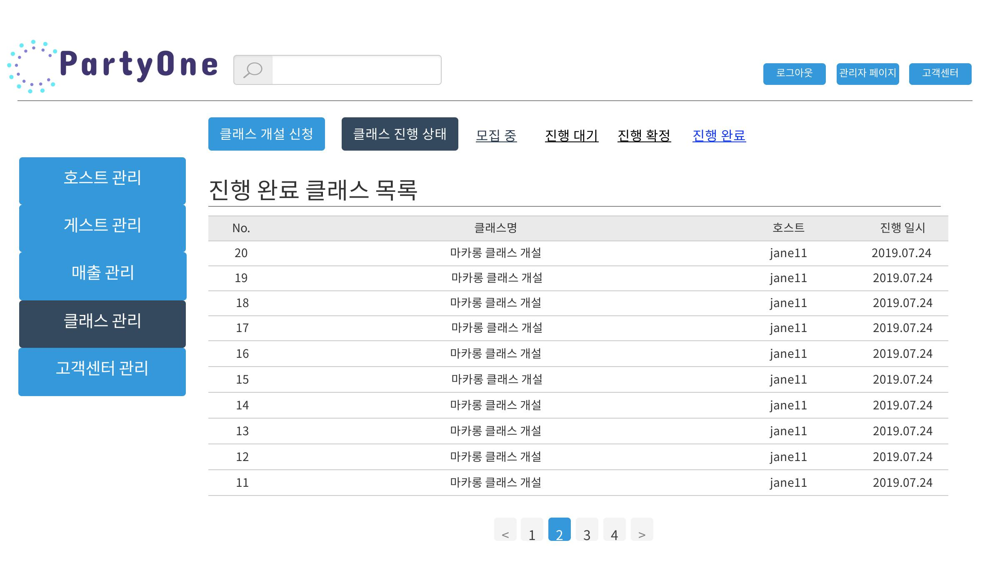 PartyOne
로그아웃 관리자 페이지 고객센터
클래스 개설 신청 클래스 진행 상태 모집 중 진행 대기 진행 확정 진행 완료
호스트 관리
게스트 관리
매출 관리
클래스 관리
고객센터 관리
진행 완료 클래스 목록
No. 클래스명 호스트 진행 일시
20 마카롱 클래스 개설 jane11 2019.07.24
19 마카롱 클래스 개설 jane11 2019.07.24
18 마카롱 클래스 개설 jane11 2019.07.24
17 마카롱 클래스 개설 jane11 2019.07.24
16 마카롱 클래스 개설 jane11 2019.07.24
15 마카롱 클래스 개설 jane11 2019.07.24
14 마카롱 클래스 개설 jane11 2019.07.24
13 마카롱 클래스 개설 jane11 2019.07.24
12 마카롱 클래스 개설 jane11 2019.07.24
11 마카롱 클래스 개설 jane11 2019.07.24
< 1 2 3 4 >